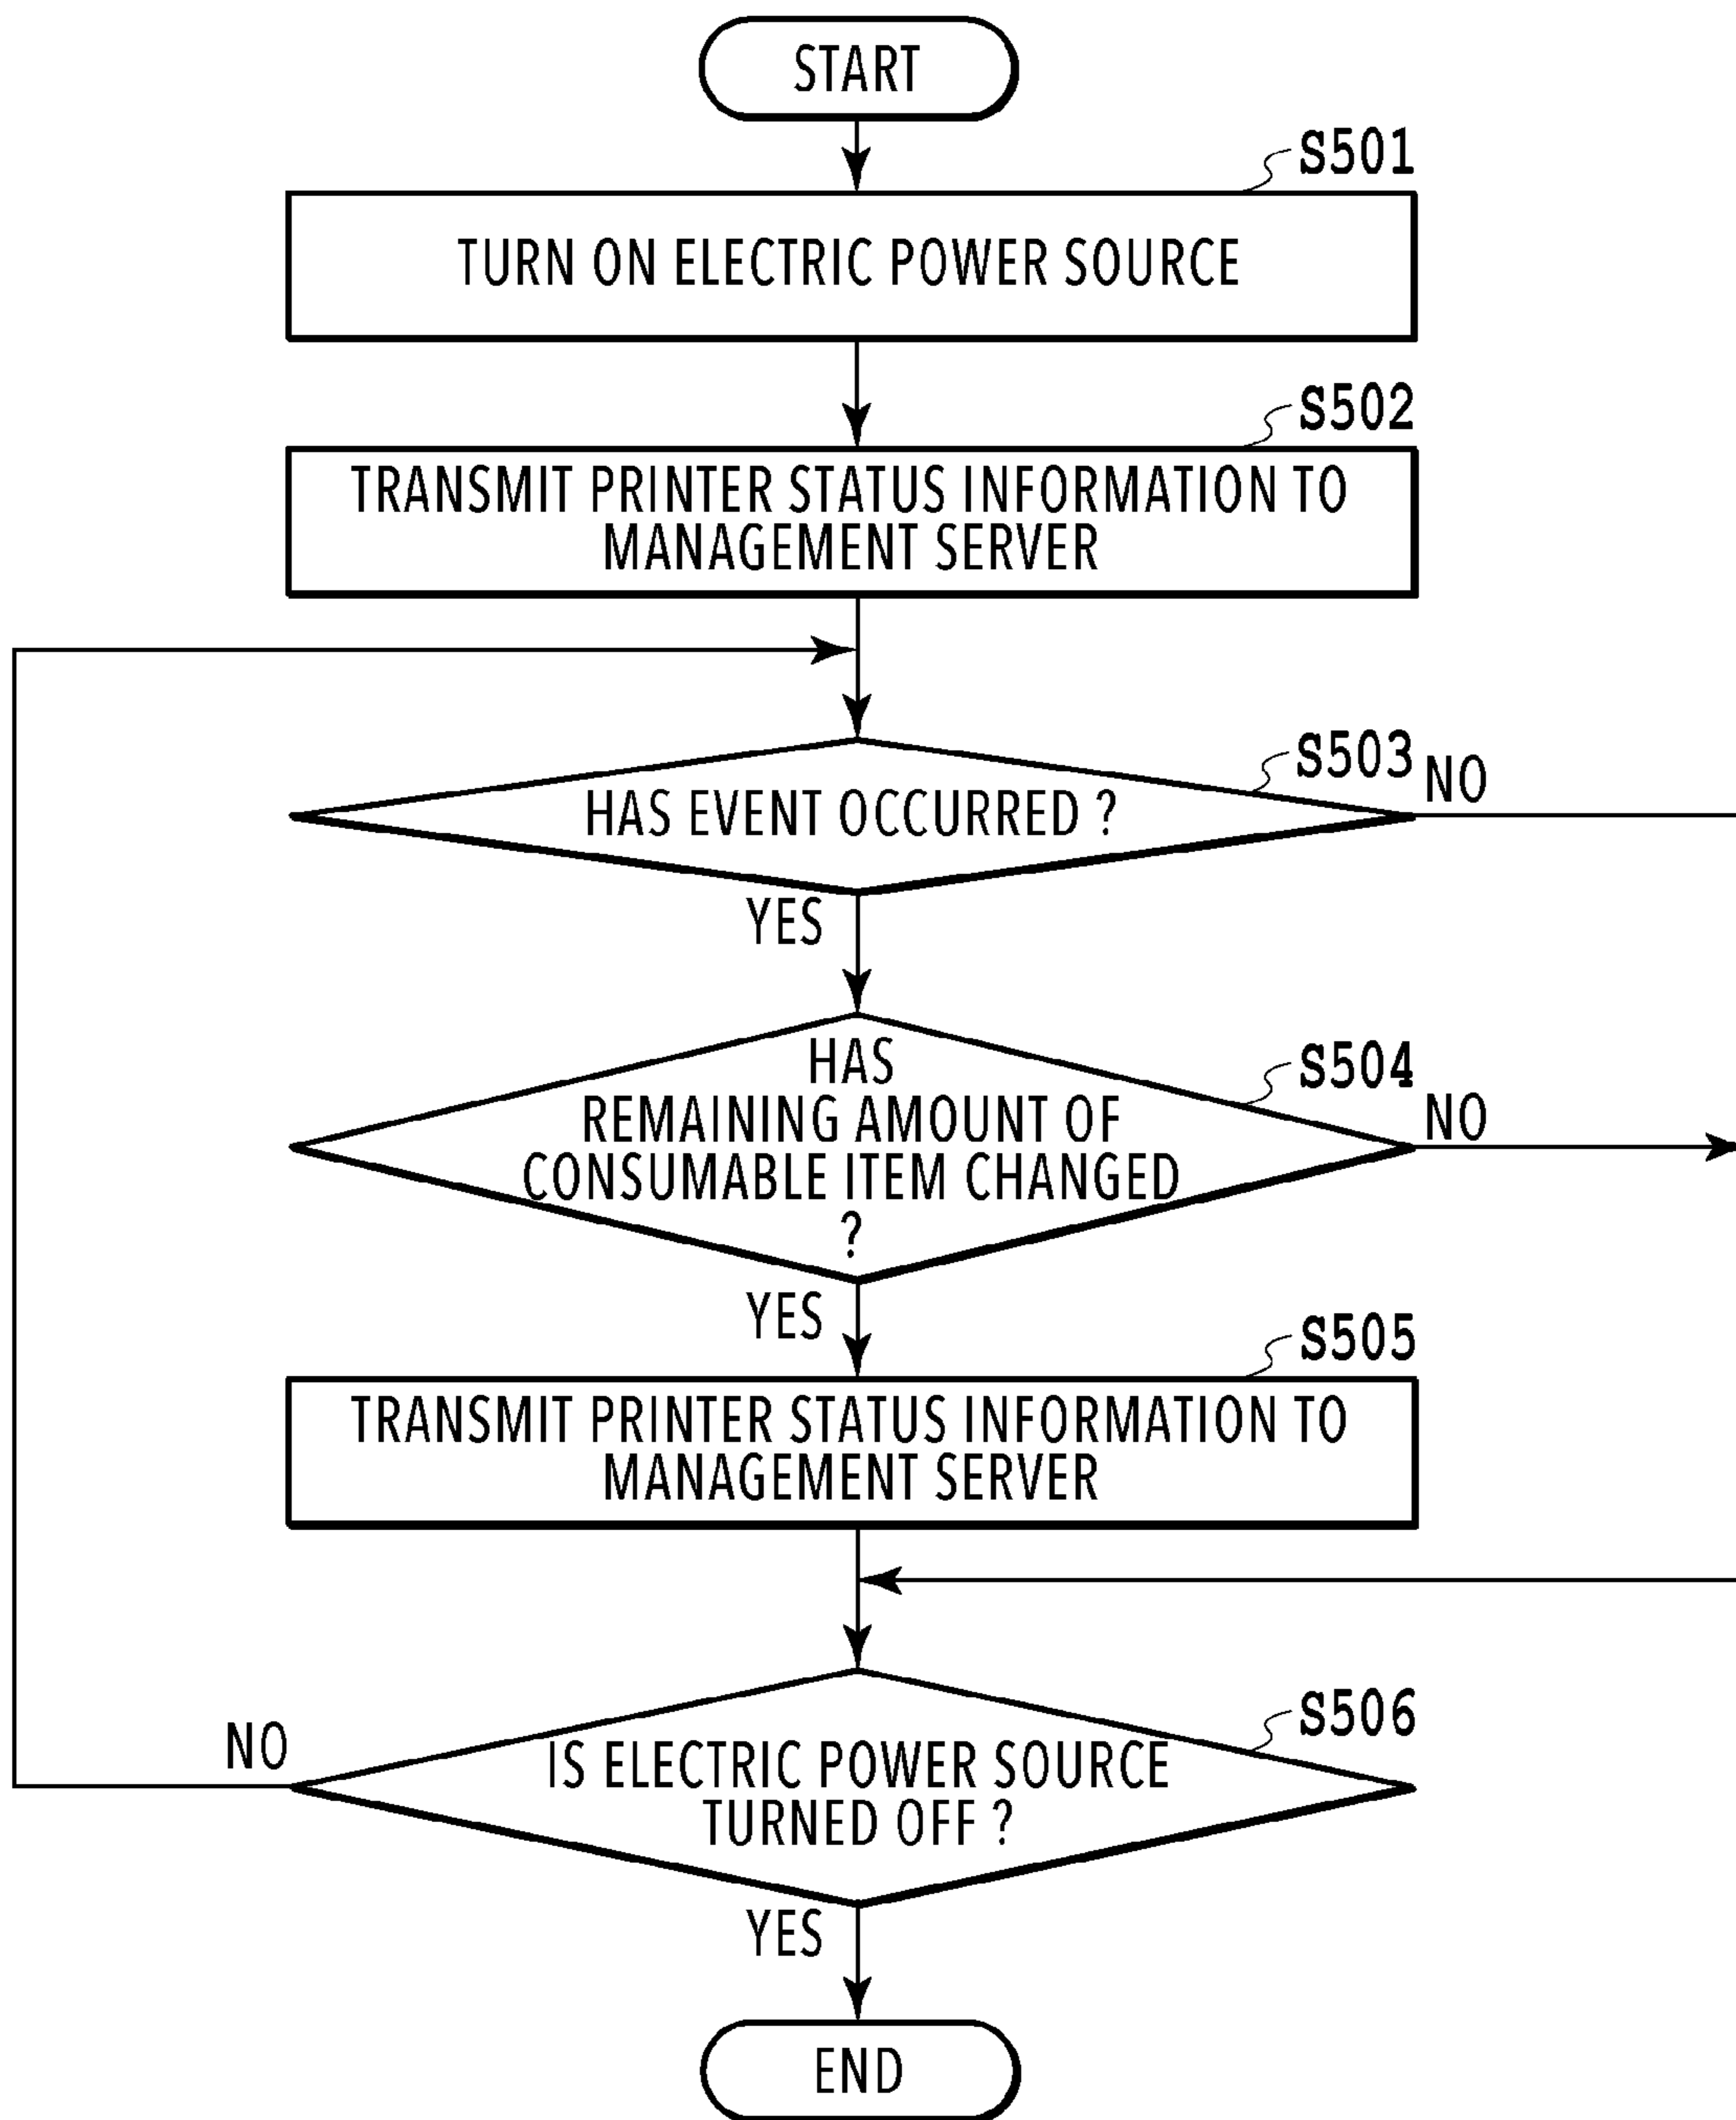 START
S501
TURN ON ELECTRIC POWER SOURCE
S502
TRANSMIT PRINTER STATUS INFORMATION TO
MANAGEMENT SERVER
S503
NO
HAS EVENT OCCURRED ?
YES
S504
NO
HAS
REMAINING AMOUNT OF
CONSUMABLE ITEM CHANGED
?
YES
S505
TRANSMIT PRINTER STATUS INFORMATION TO
MANAGEMENT SERVER
S506
NO
IS ELECTRIC POWER SOURCE
TURNED OFF ?
YES
END